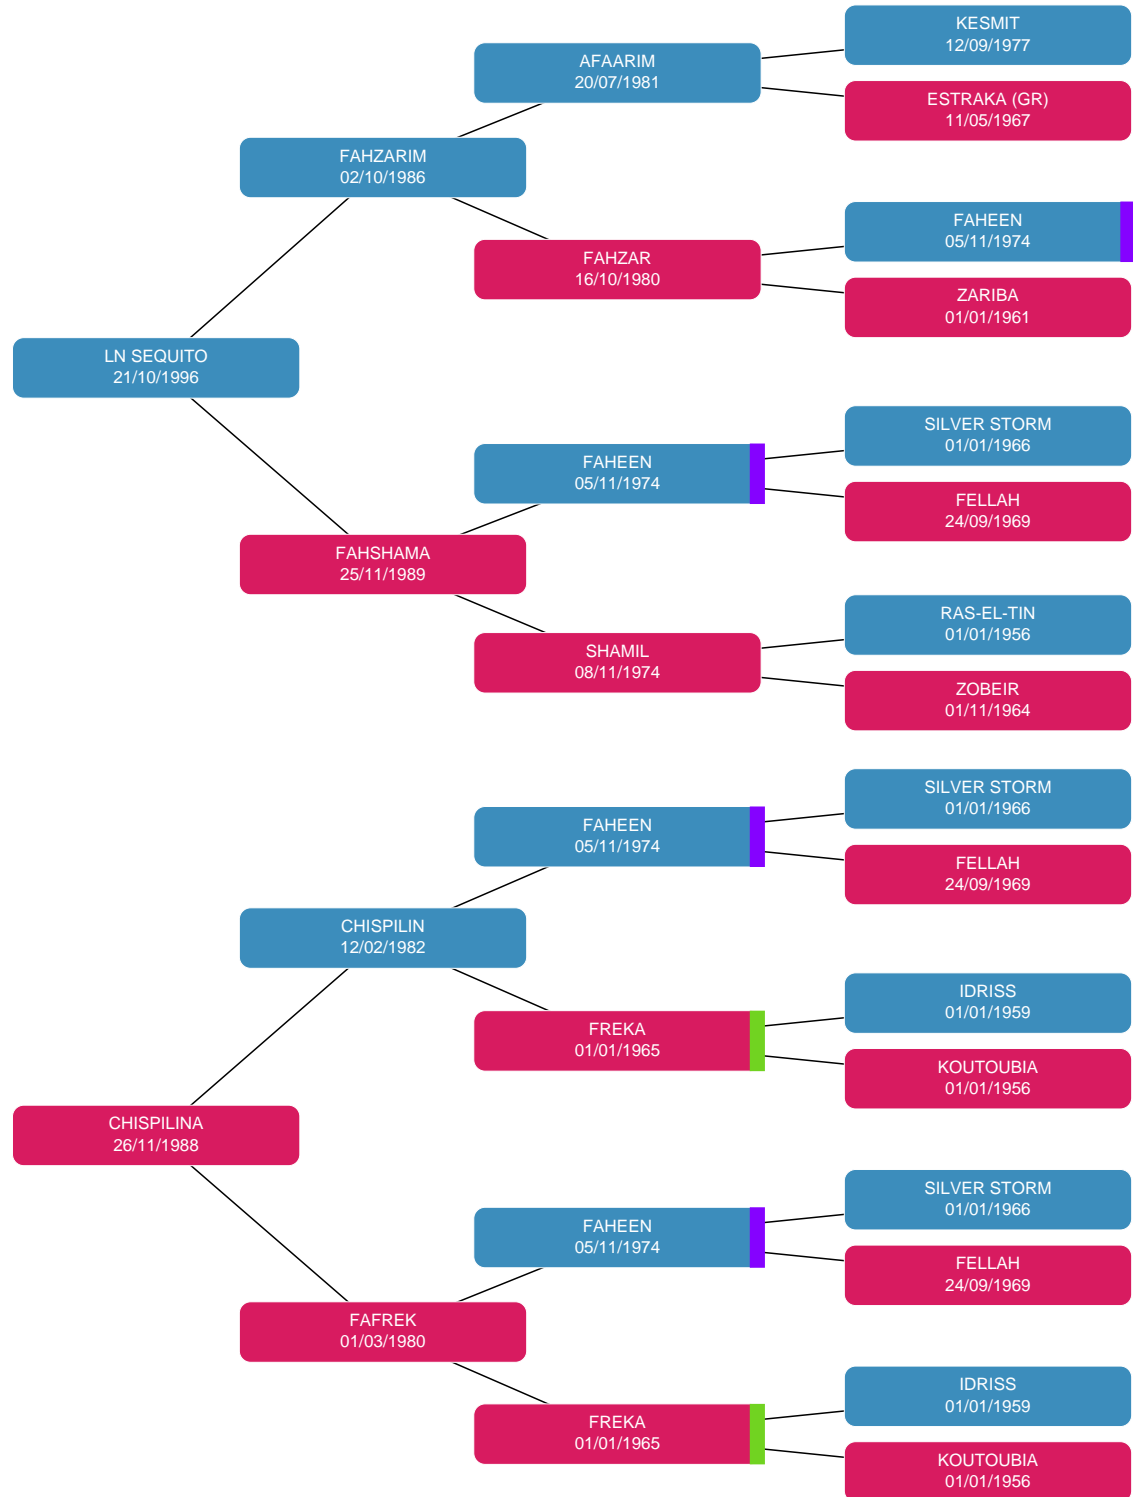 KESMIT
12/09/1977
AFAARIM
20/07/1981
ESTRAKA (GR)
11/05/1967
FAHZARIM
02/10/1986
FAHEEN
05/11/1974
FAHZAR
16/10/1980
ZARIBA
01/01/1961
LN SEQUITO
21/10/1996
SILVER STORM
01/01/1966
FAHEEN
05/11/1974
FELLAH
24/09/1969
FAHSHAMA
25/11/1989
RAS-EL-TIN
01/01/1956
SHAMIL
08/11/1974
ZOBEIR
01/11/1964
SILVER STORM
01/01/1966
FAHEEN
05/11/1974
FELLAH
24/09/1969
CHISPILIN
12/02/1982
IDRISS
01/01/1959
FREKA
01/01/1965
KOUTOUBIA
01/01/1956
CHISPILINA
26/11/1988
SILVER STORM
01/01/1966
FAHEEN
05/11/1974
FELLAH
24/09/1969
FAFREK
01/03/1980
IDRISS
01/01/1959
FREKA
01/01/1965
KOUTOUBIA
01/01/1956